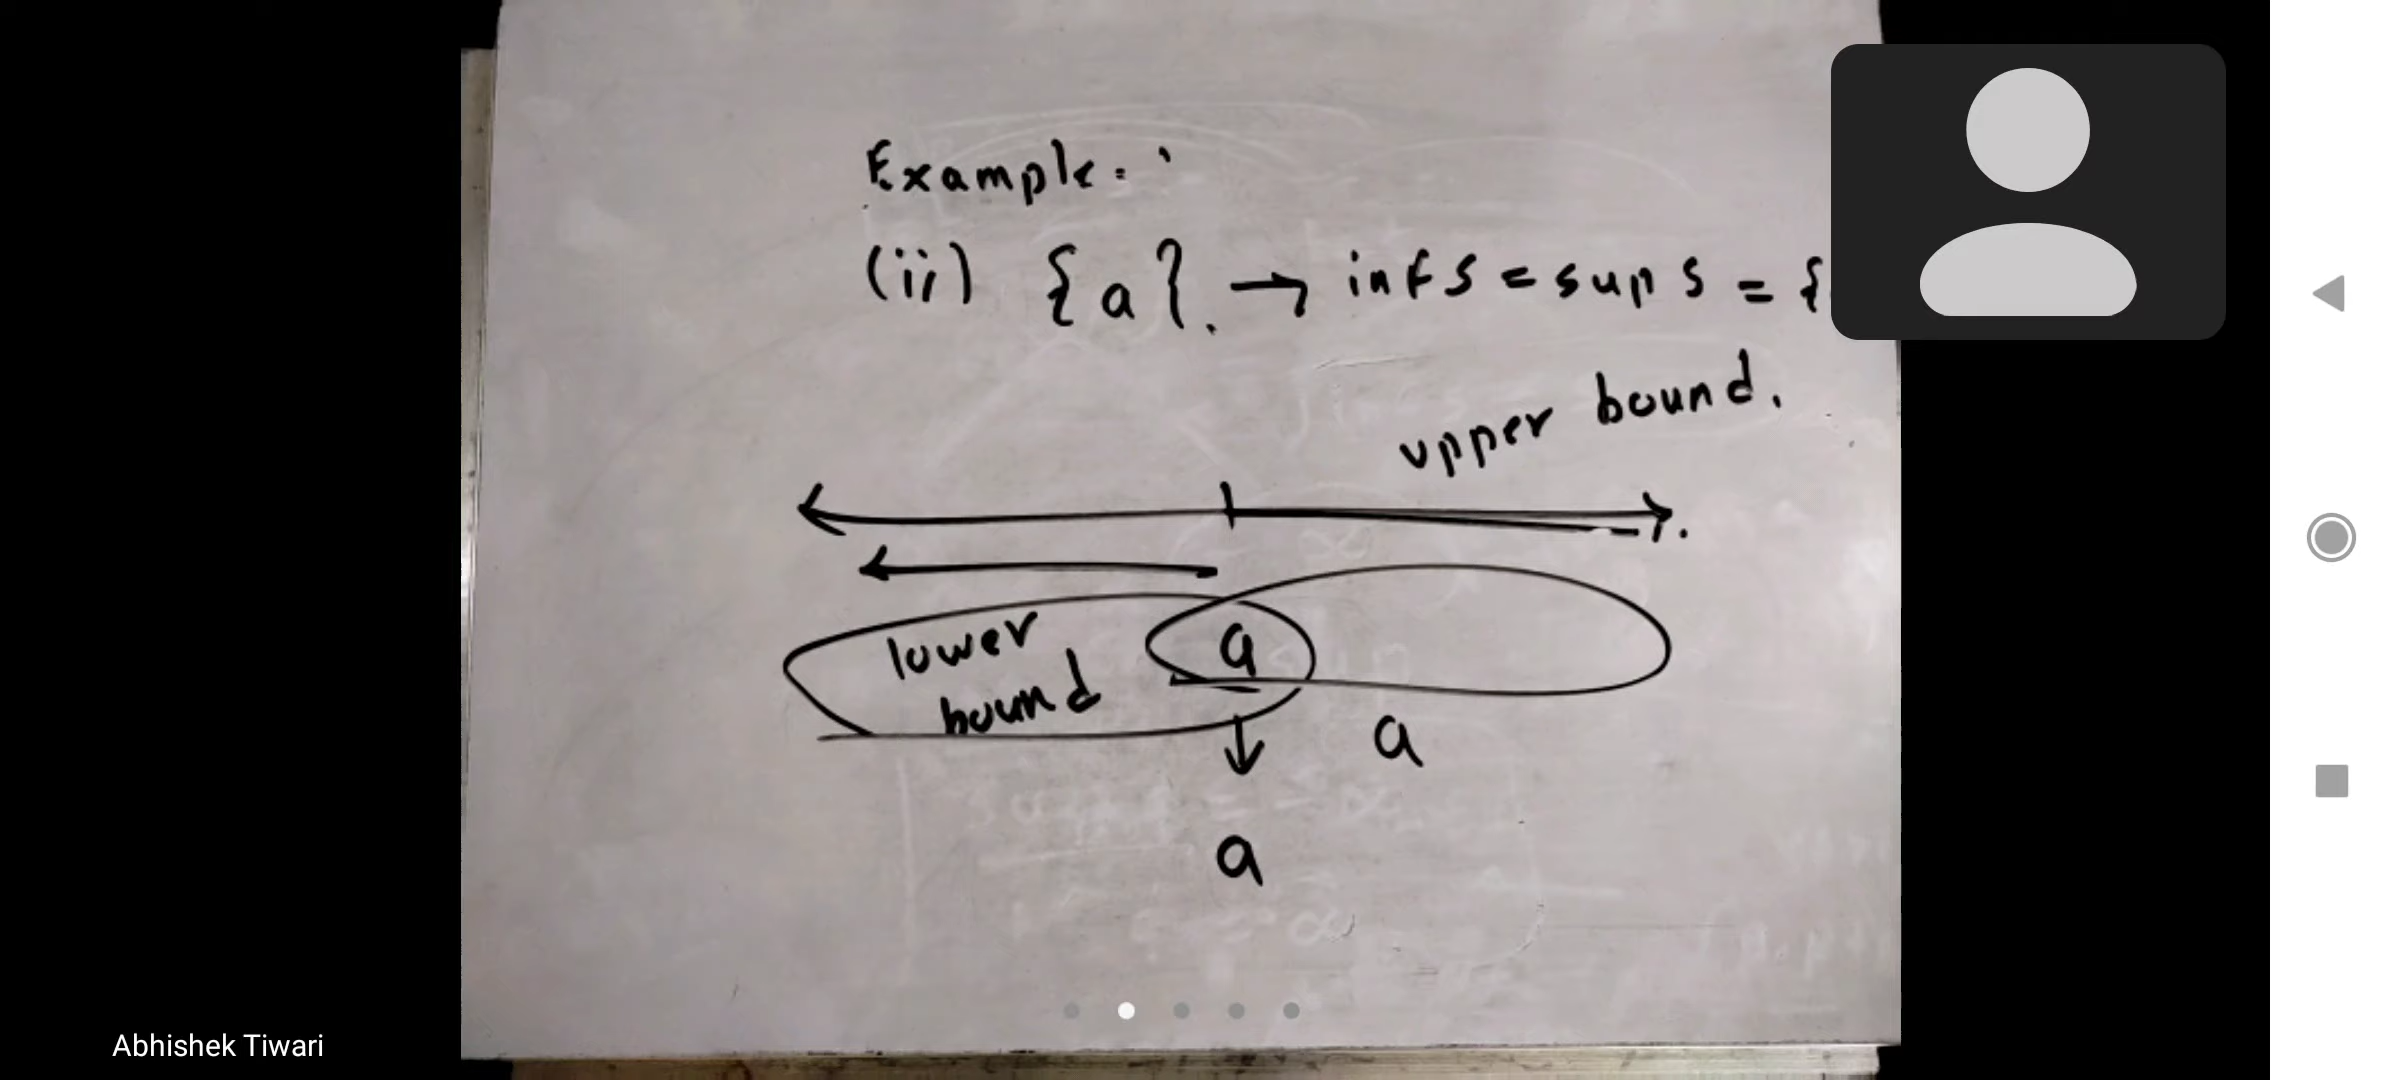 Example:
(ii) {a}. → inf S = sup S = {
upper bound.
lower
bound
a
a
a
Abhishek Tiwari